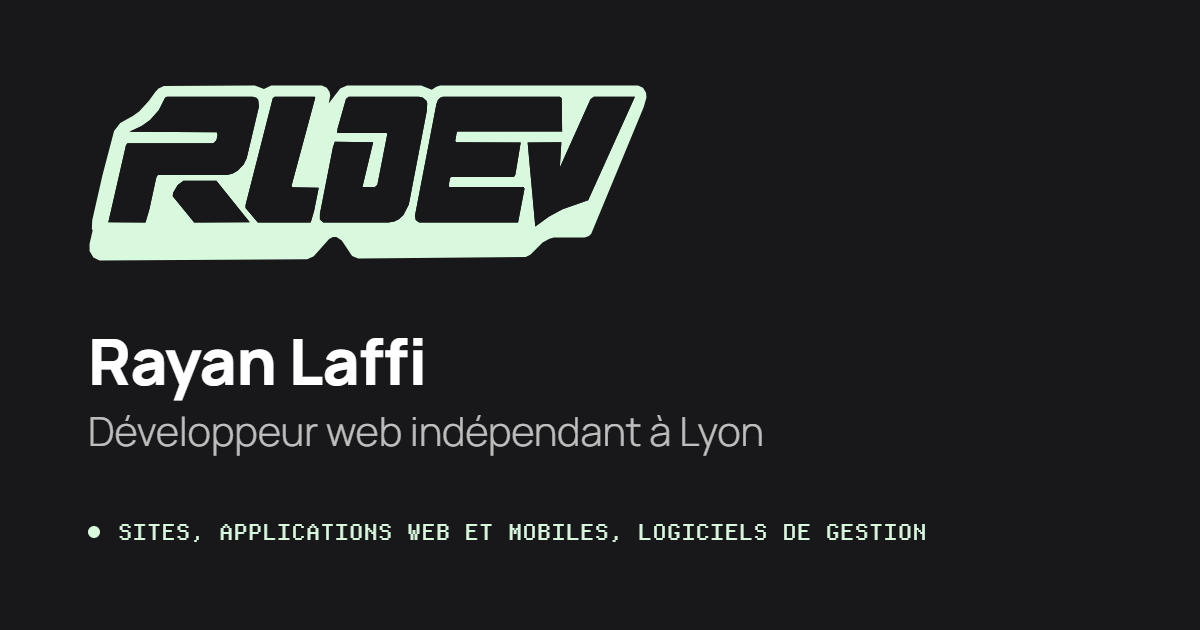 RLDEV
Rayan Laffi
Développeur web indépendant à Lyon
SITES, APPLICATIONS WEB ET MOBILES, LOGICIELS DE GESTION